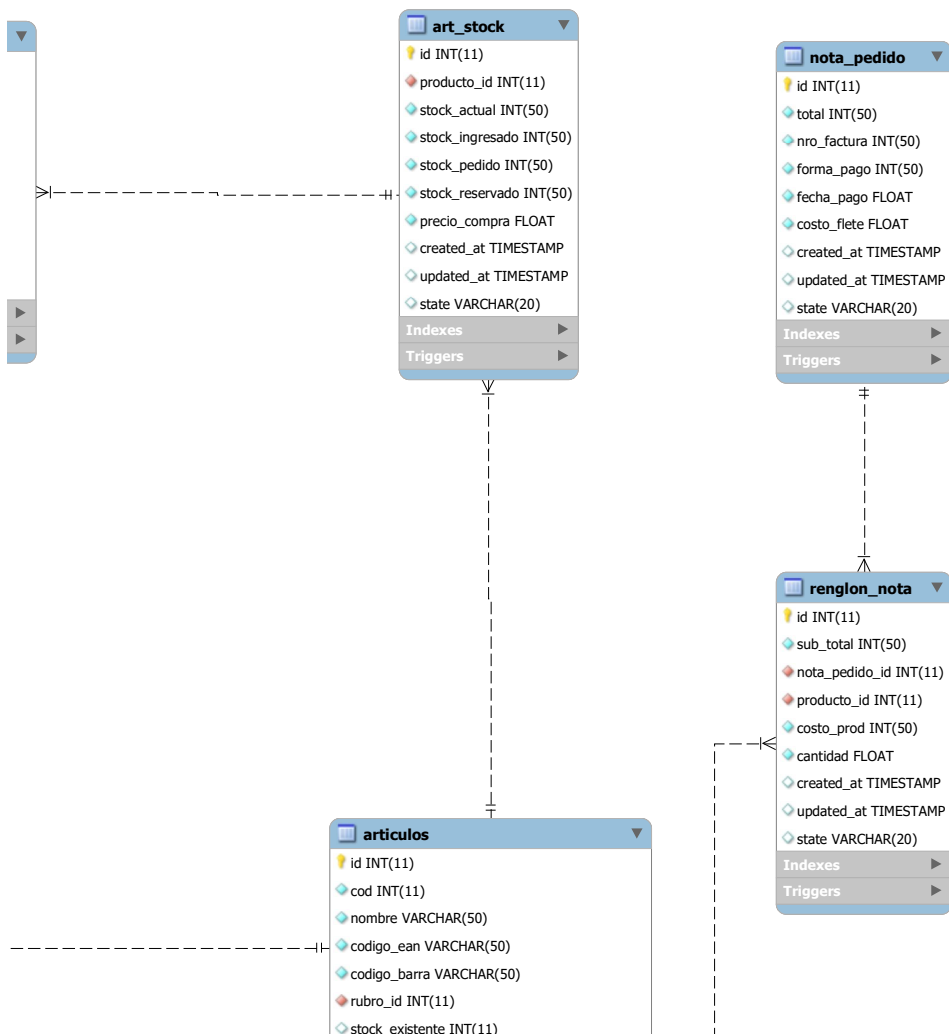 art_stock
id INT(11)
producto_id INT(11)
stock_actual INT(50)
stock_ingresado INT(50)
stock_pedido INT(50)
stock_reservado INT(50)
precio_compra FLOAT
created_at TIMESTAMP
updated_at TIMESTAMP
state VARCHAR(20)
Indexes
Triggers
nota_pedido
id INT(11)
total INT(50)
nro_factura INT(50)
forma_pago INT(50)
fecha_pago FLOAT
costo_flete FLOAT
created_at TIMESTAMP
updated_at TIMESTAMP
state VARCHAR(20)
Indexes
Triggers
renglon_nota
id INT(11)
sub_total INT(50)
nota_pedido_id INT(11)
producto_id INT(11)
costo_prod INT(50)
cantidad FLOAT
created_at TIMESTAMP
updated_at TIMESTAMP
state VARCHAR(20)
Indexes
Triggers
articulos
id INT(11)
cod INT(11)
nombre VARCHAR(50)
codigo_ean VARCHAR(50)
codigo_barra VARCHAR(50)
rubro_id INT(11)
stock_existente INT(11)